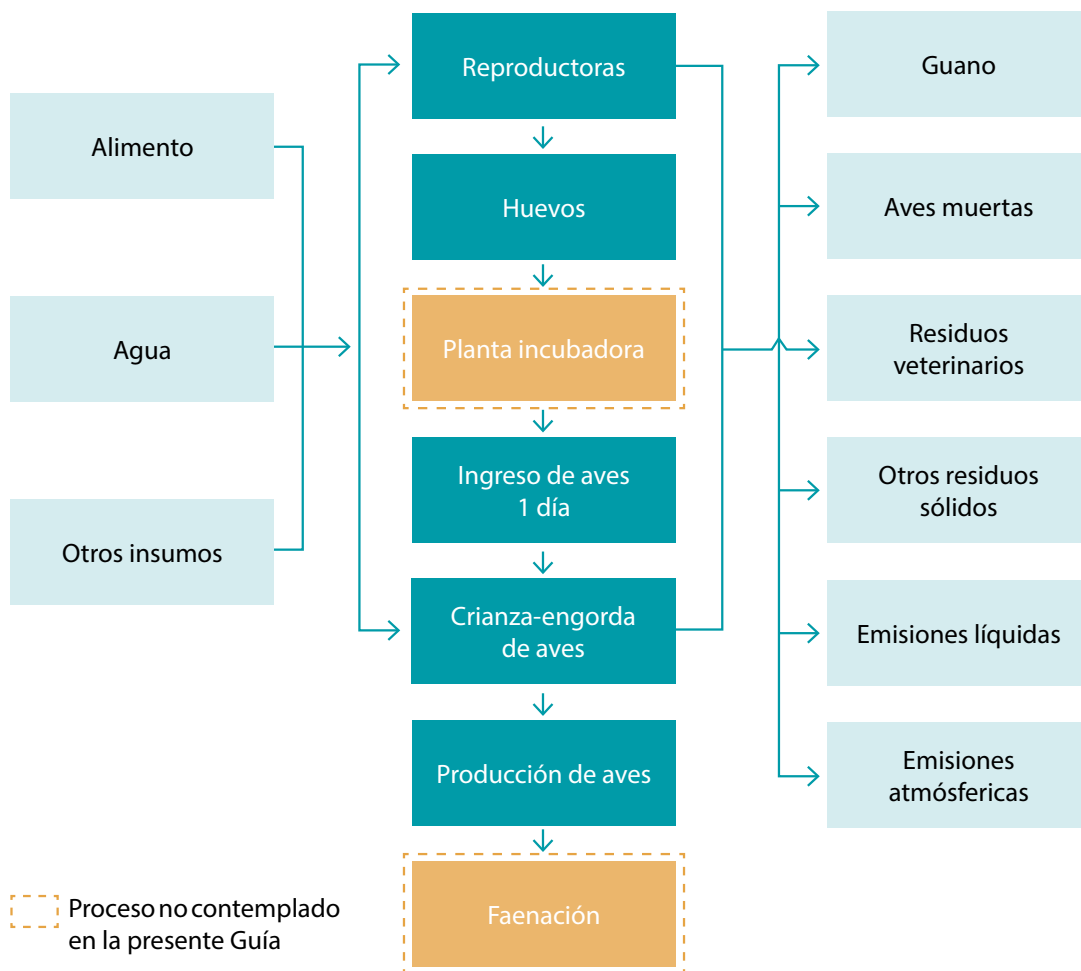 Alimento
Agua
Otros insumos
Reproductoras
Huevos
Planta incubadora
Ingreso de aves
1 día
Crianza-engorda
de aves
Producción de aves
Faenación
Guano
Aves muertas
Residuos
veterinarios
Otros residuos
sólidos
Emisiones líquidas
Emisiones
atmósfericas
Proceso no contemplado
en la presente Guía